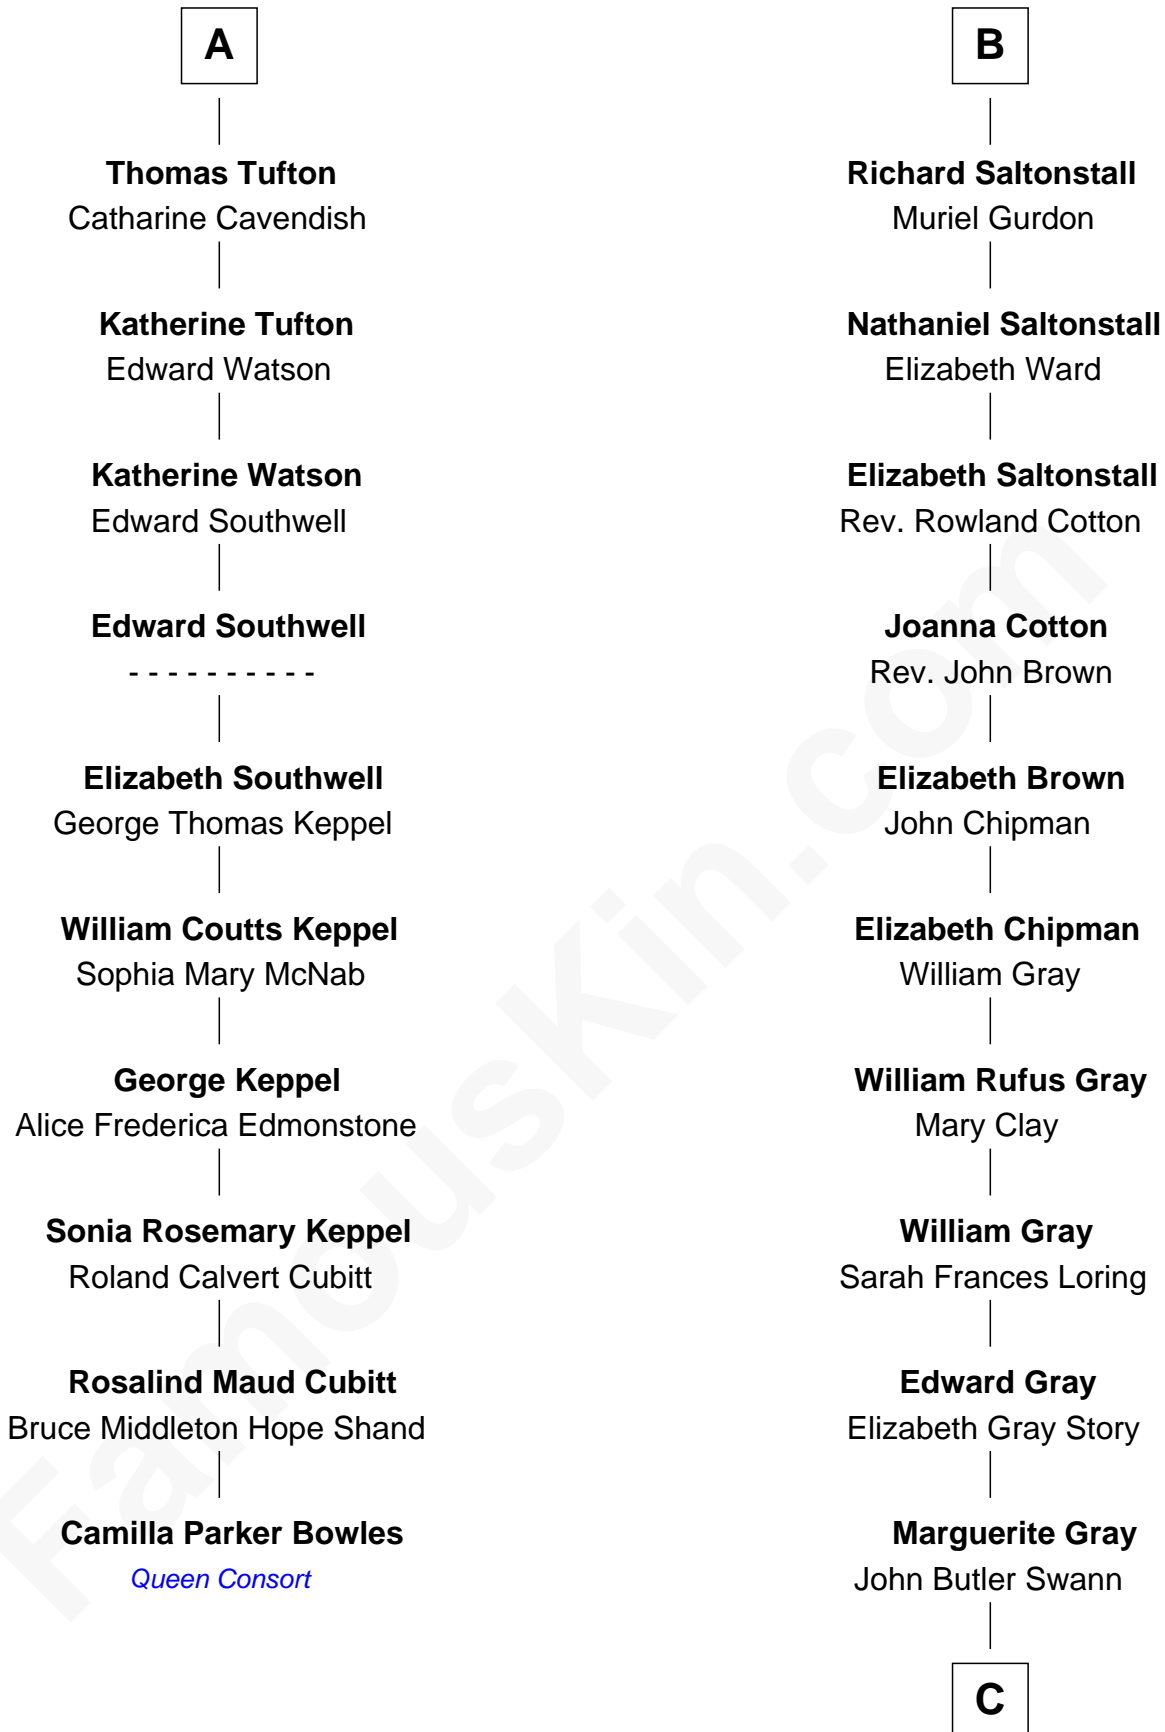 A
Thomas Tufton
Catharine Cavendish
Katherine Tufton
Edward Watson
Katherine Watson
Edward Southwell
Edward Southwell
- - - - - - - - - -
Elizabeth Southwell
George Thomas Keppel
William Coutts Keppel
Sophia Mary McNab
George Keppel
Alice Frederica Edmonstone
Sonia Rosemary Keppel
Roland Calvert Cubitt
Rosalind Maud Cubitt
Bruce Middleton Hope Shand
Camilla Parker Bowles
Queen Consort
B
Richard Saltonstall
Muriel Gurdon
Nathaniel Saltonstall
Elizabeth Ward
Elizabeth Saltonstall
Rev. Rowland Cotton
Joanna Cotton
Rev. John Brown
Elizabeth Brown
John Chipman
Elizabeth Chipman
William Gray
William Rufus Gray
Mary Clay
William Gray
Sarah Frances Loring
Edward Gray
Elizabeth Gray Story
Marguerite Gray
John Butler Swann
C
FamousKin.com